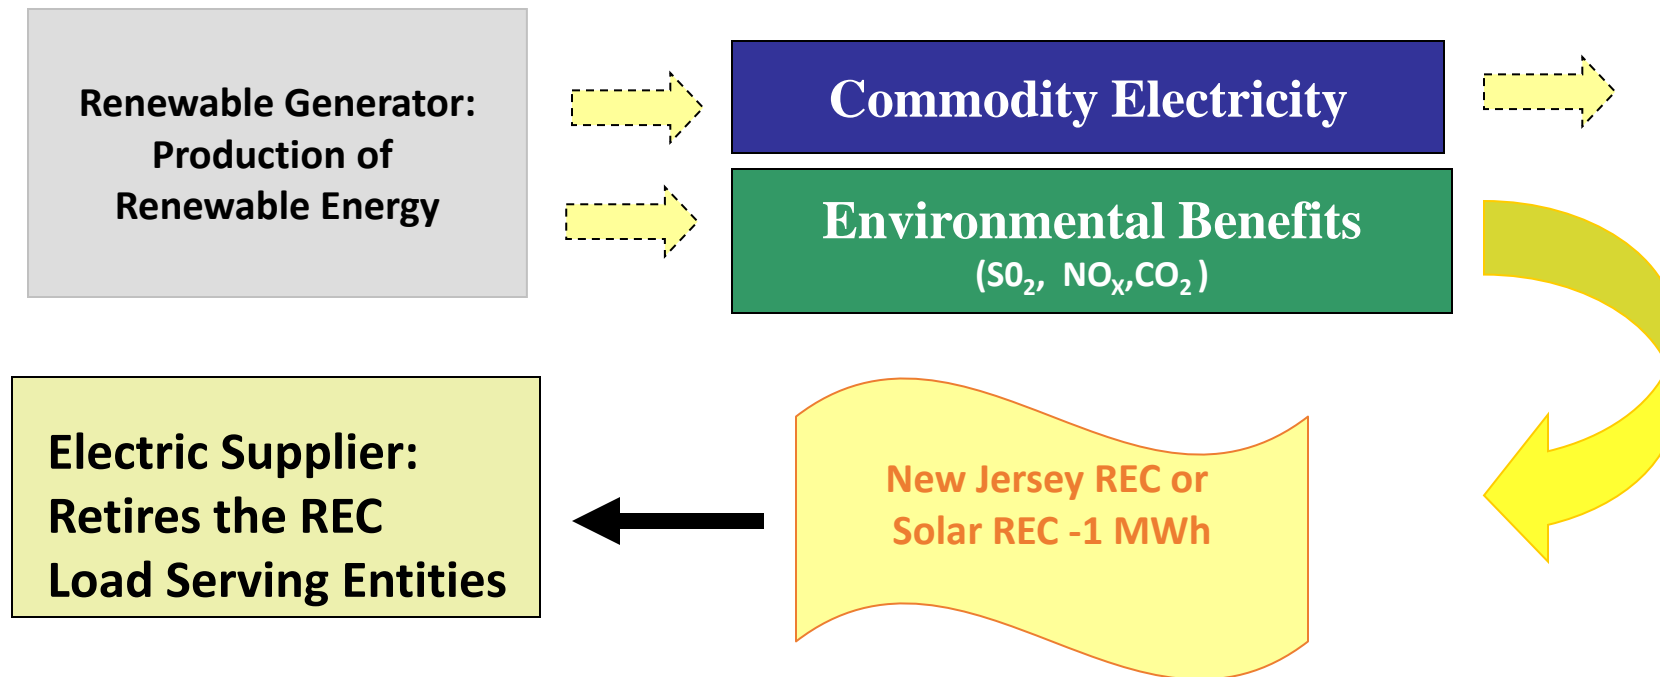 Renewable Generator:
Production of
Renewable Energy
Commodity Electricity
Environmental Benefits
(S0₂, NOₓ,CO₂ )
Electric Supplier:
Retires the REC
Load Serving Entities
New Jersey REC or
Solar REC -1 MWh